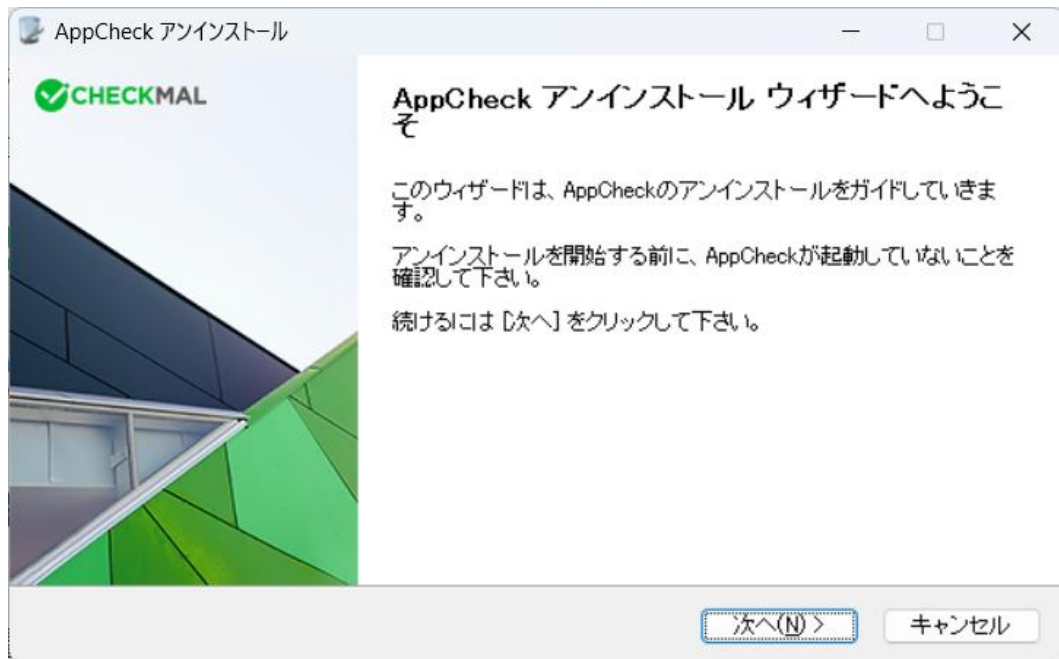 AppCheck アンインストール
CHECKMAL
AppCheck アンインストール ウィザードへようこ
そ
このウィザードは、AppCheckのアンインストールをガイドしていきま
す。
アンインストールを開始する前に、AppCheckが起動していないことを
確認して下さい。
続けるには [次へ] をクリックして下さい。
次へ(N) >
キャンセル